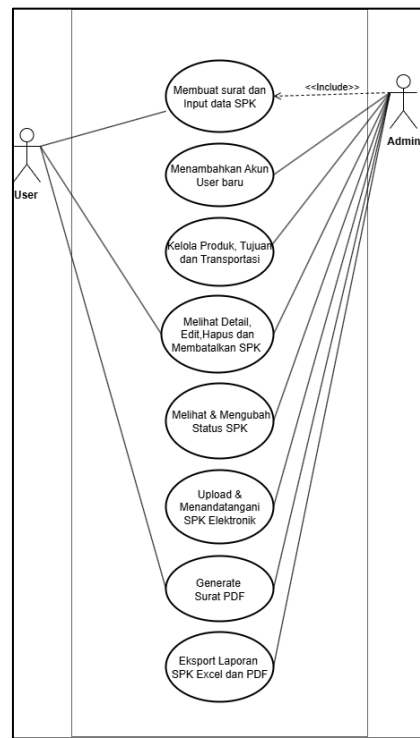 Membuat surat dan
Input data SPK
<<Include>>
Admin
User
Menambahkan Akun
User baru
Kelola Produk, Tujuan
dan Transportasi
Melihat Detail,
Edit,Hapus dan
Membatalkan SPK
Melihat & Mengubah
Status SPK
Upload &
Menandatangani
SPK Elektronik
Generate
Surat PDF
Eksport Laporan
SPK Excel dan PDF